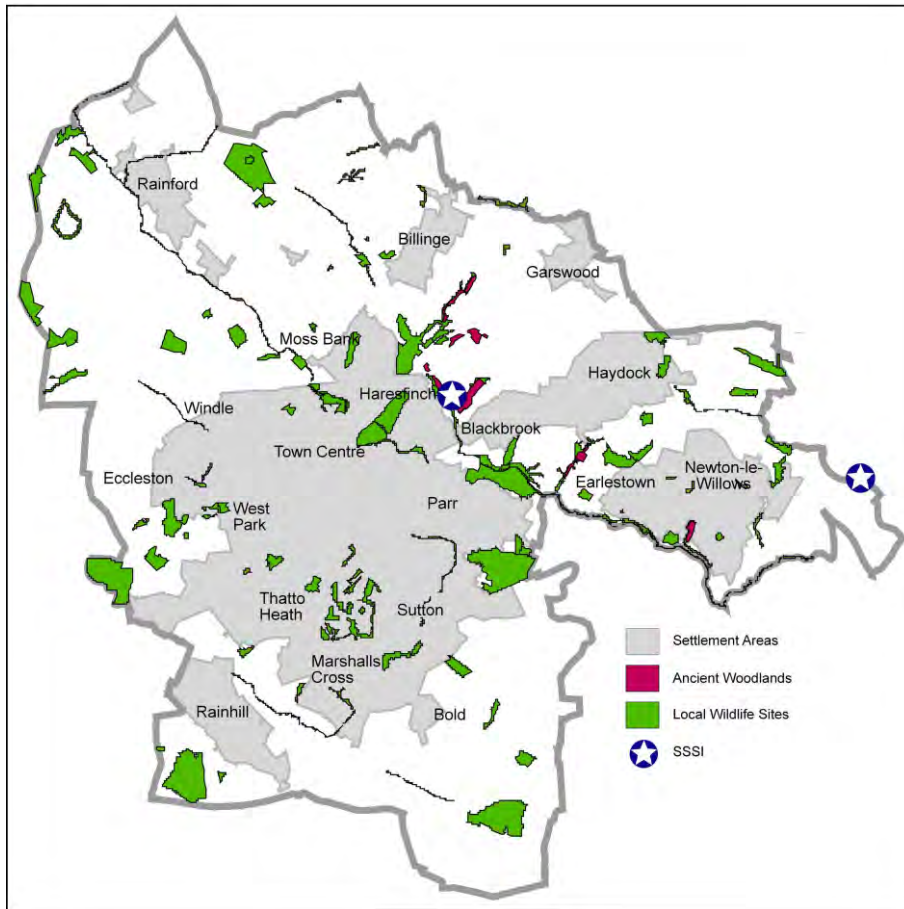 Rainford
Billinge
Garswood
Moss Bank
Haydock
Haresfinch
Windle
Blackbrook
Town Centre
Eccleston
Earlestown
Newton-le-
Willows
West
Park
Parr
Thatto
Heath
Sutton
Settlement Areas
Marshalls
Cross
Ancient Woodlands
Rainhill
Bold
Local Wildlife Sites
SSSI